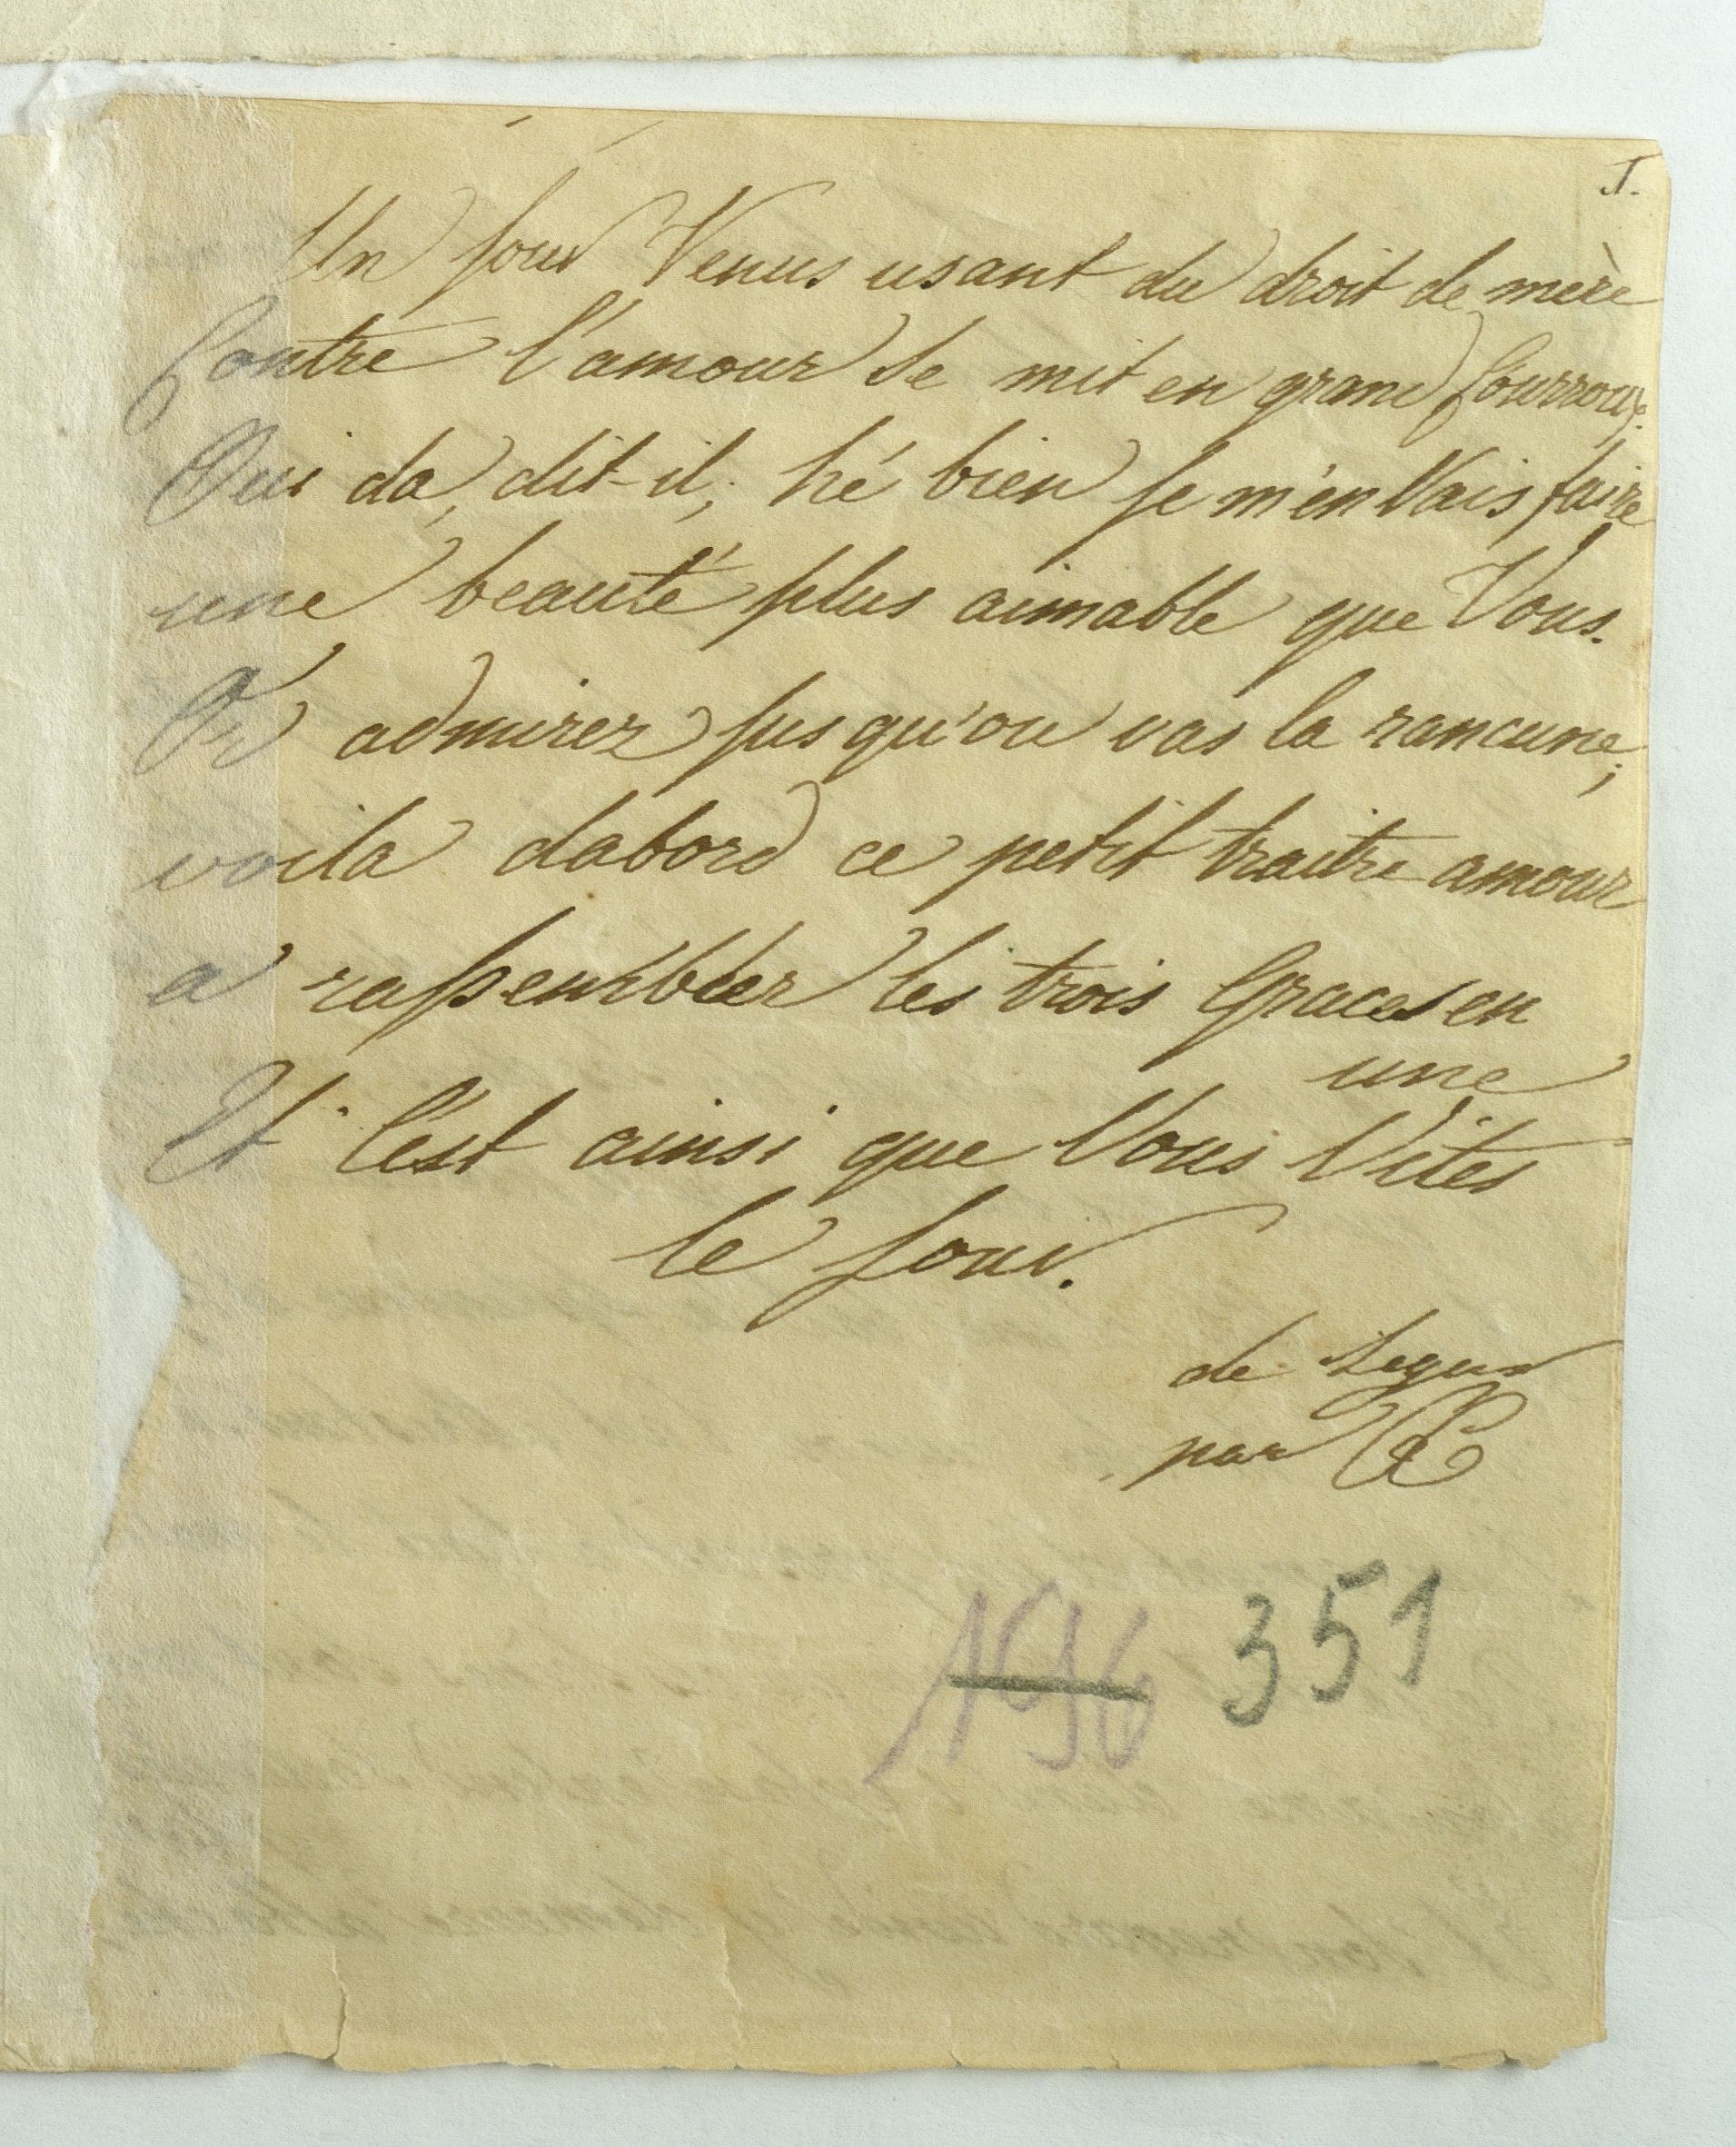 I.
Un jour Venus usant du droit de mère
Contre l'amour se mit en grand Courroux.
Oui da, dit-il; hé bien je m'en Vais faire
une beauté plus aimable que Vous.
Or admirez jusqu'ou vas la rancune;
voila dabord ce petit traitre amour
a rassembler les trois Graces en
une
Et C'est ainsi que Vous Vites
le jour.
de Segur
par
196 351